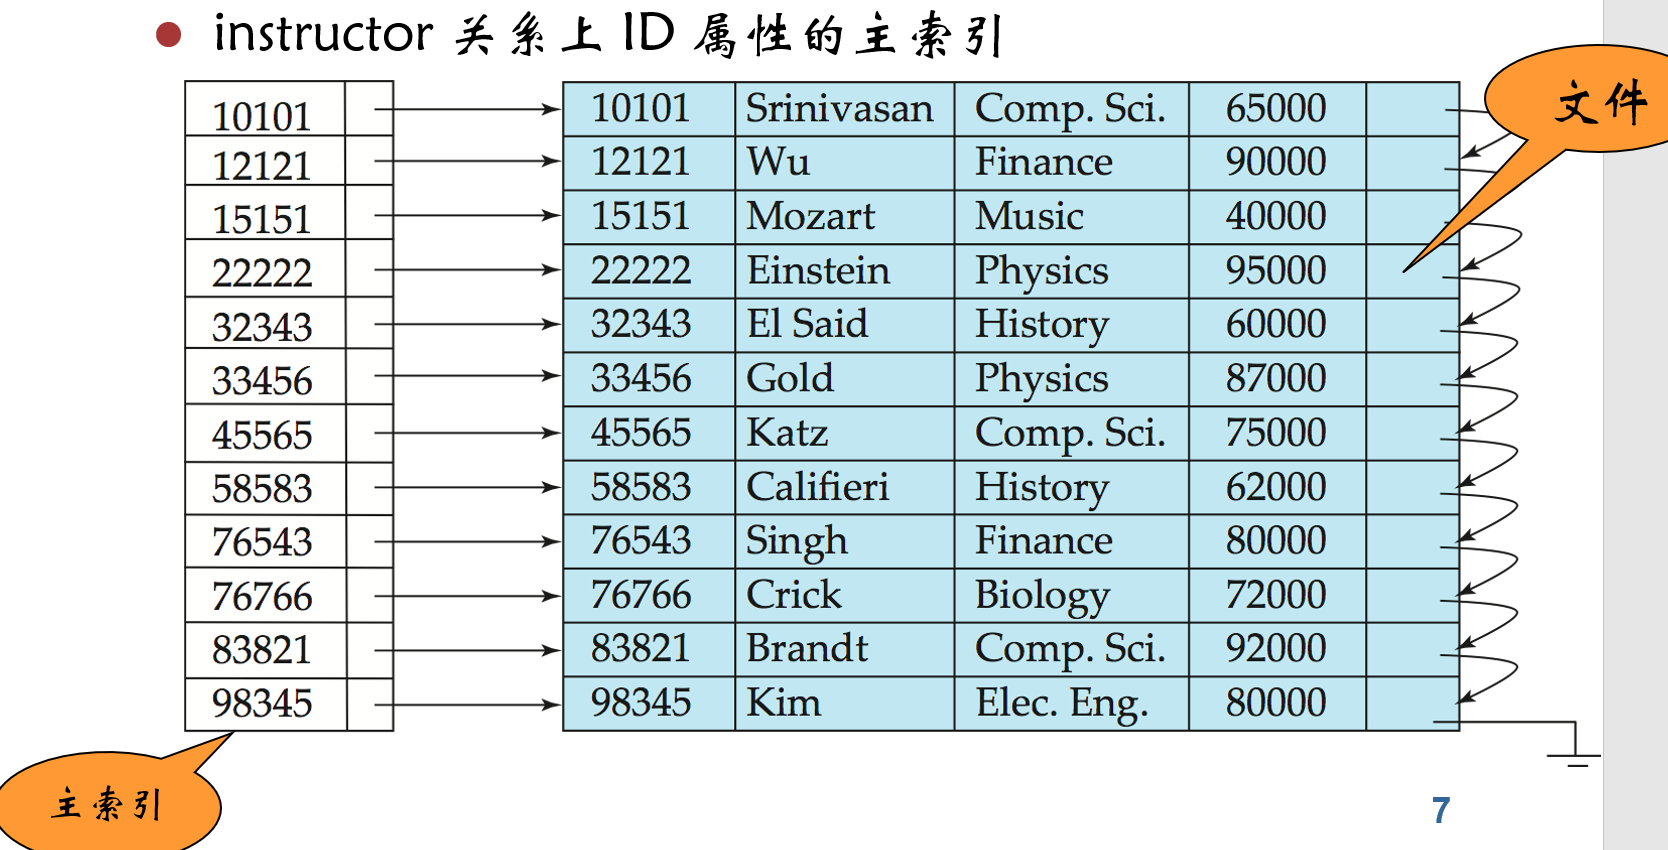 instructor 关系上 ID 属性的主索引
文件
10101 10101 Srinivasan Comp. Sci. 65000
12121 12121 Wu Finance 90000
15151 15151 Mozart Music 40000
22222 22222 Einstein Physics 95000
32343 32343 El Said History 60000
33456 33456 Gold Physics 87000
45565 45565 Katz Comp. Sci. 75000
58583 58583 Califieri History 62000
76543 76543 Singh Finance 80000
76766 76766 Crick Biology 72000
83821 83821 Brandt Comp. Sci. 92000
98345 98345 Kim Elec. Eng. 80000
主索引
7